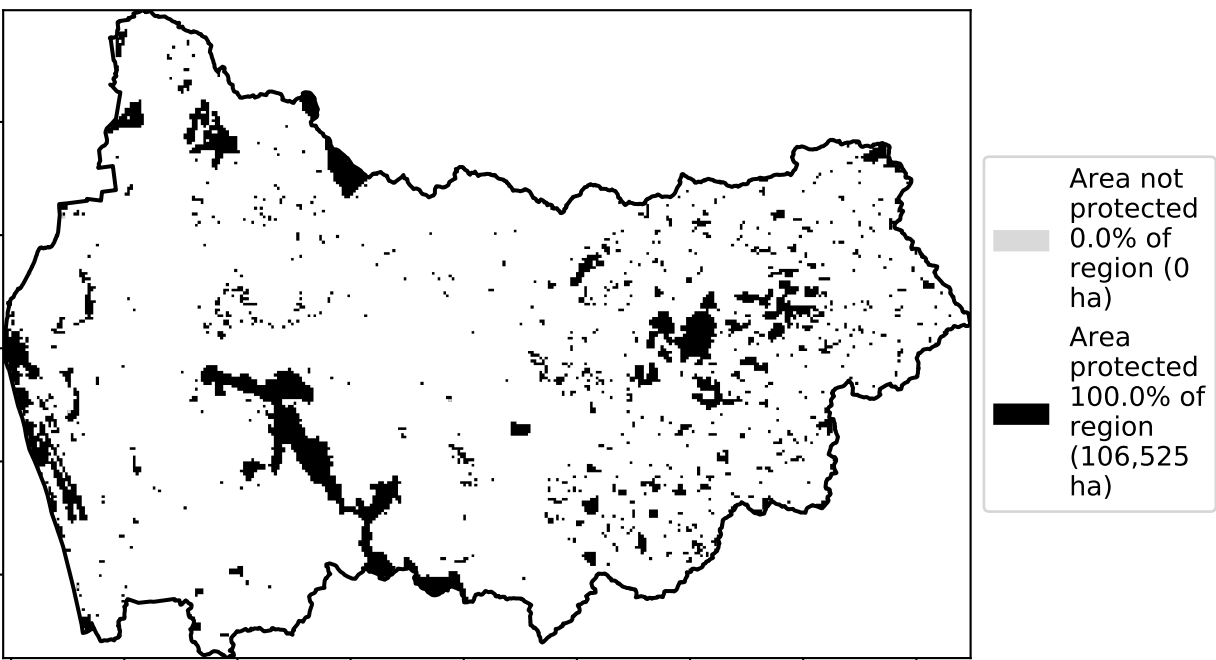 Area not
protected
0.0% of
region (0
ha)
Area
protected
100.0% of
region
(106,525
ha)